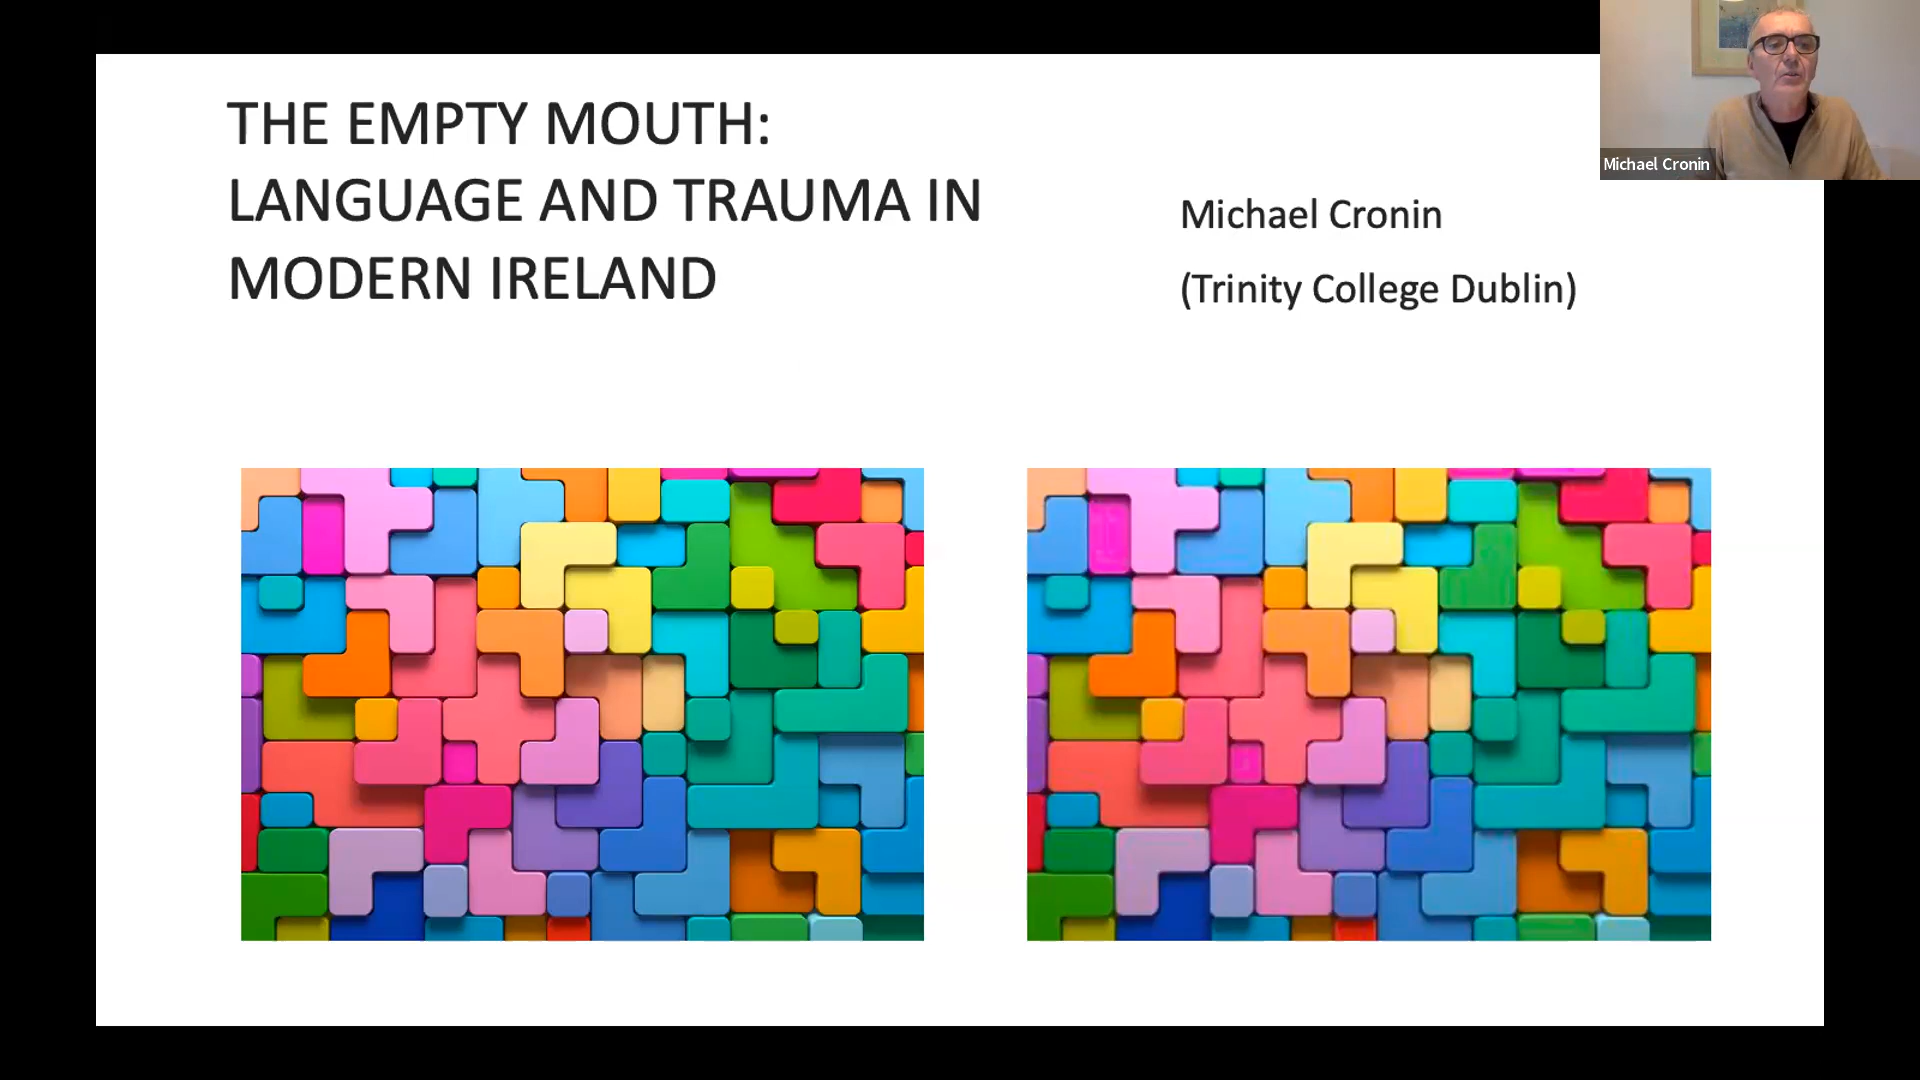 THE EMPTY MOUTH:
LANGUAGE AND TRAUMA IN
MODERN IRELAND
Michael Cronin
(Trinity College Dublin)
Michael Cronin